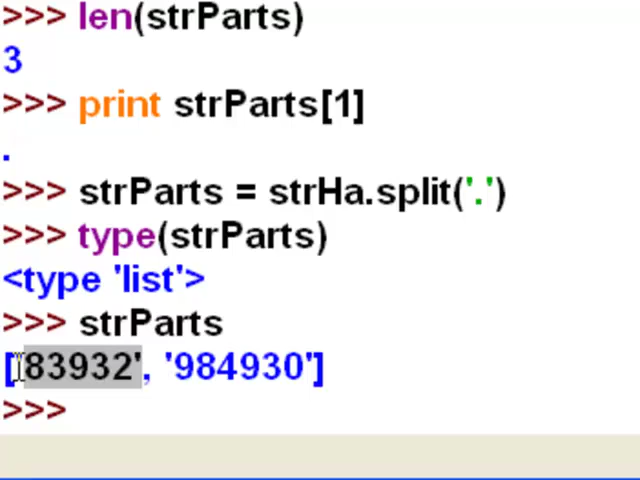 >>> len(strParts)
3
>>> print strParts[1]
.
>>> strParts = strHa.split('.')
>>> type(strParts)
<type 'list'>
>>> strParts
['83932', '984930']
>>>